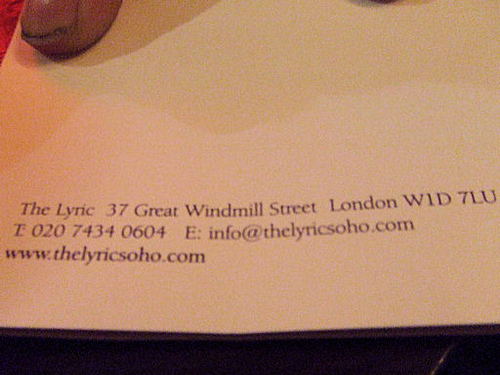 The Lyric 37 Great Windmill Street London W1D 7LU
T: 020 7434 0604 E: info@thelyricsoho.com
www.thelyricsoho.com